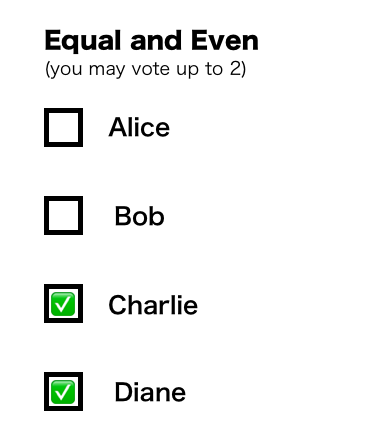 Equal and Even
(you may vote up to 2)
Alice
Bob
Charlie
Diane